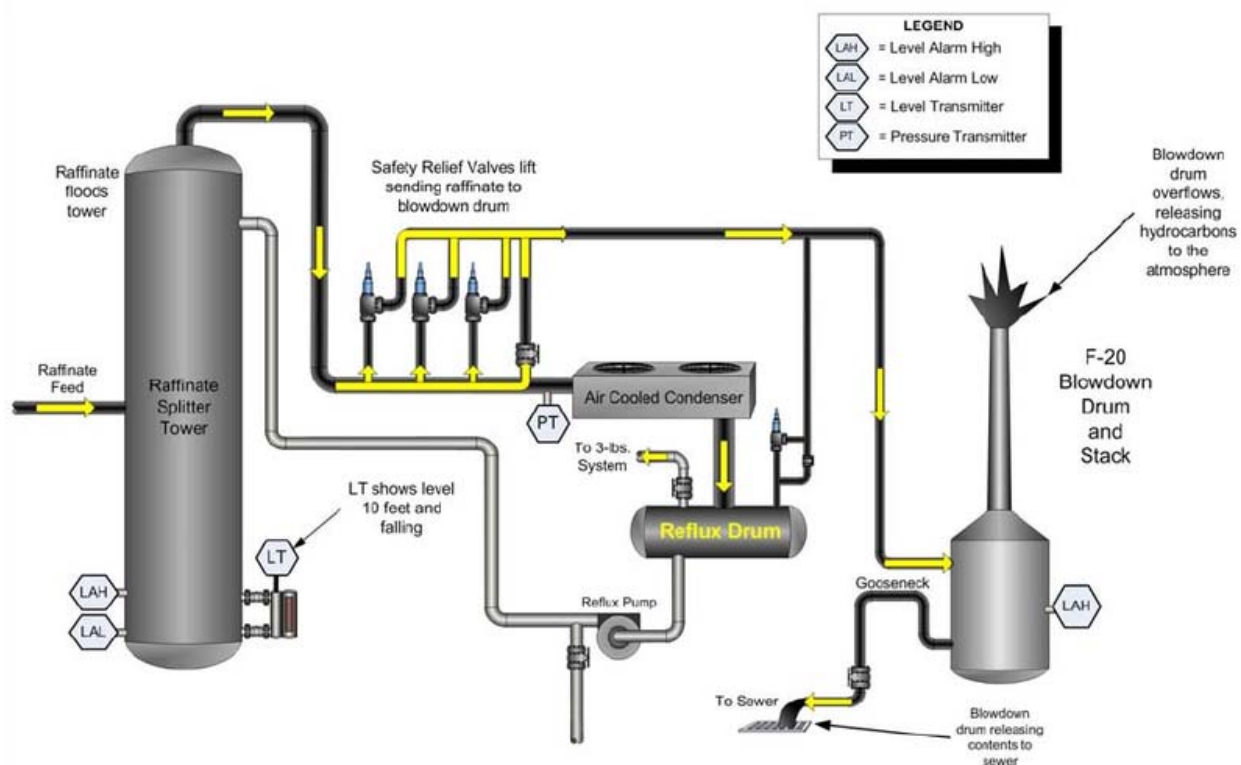 LEGEND
LAH = Level Alarm High
LAL = Level Alarm Low
LT = Level Transmitter
PT = Pressure Transmitter
Raffinate
floods
tower
Safety Relief Valves lift
sending raffinate to
blowdown drum
Blowdown
drum
overflows,
releasing
hydrocarbons
to the
atmosphere
Raffinate
Feed
Raffinate
Splitter
Tower
PT
Air Cooled Condenser
F-20
Blowdown
Drum
and
Stack
To 3-lbs.
System
LT shows level
10 feet and
falling
LT
Reflux Drum
LAH
LAL
Reflux Pump
Gooseneck
LAH
To Sewer
Blowdown
drum releasing
contents to
sewer